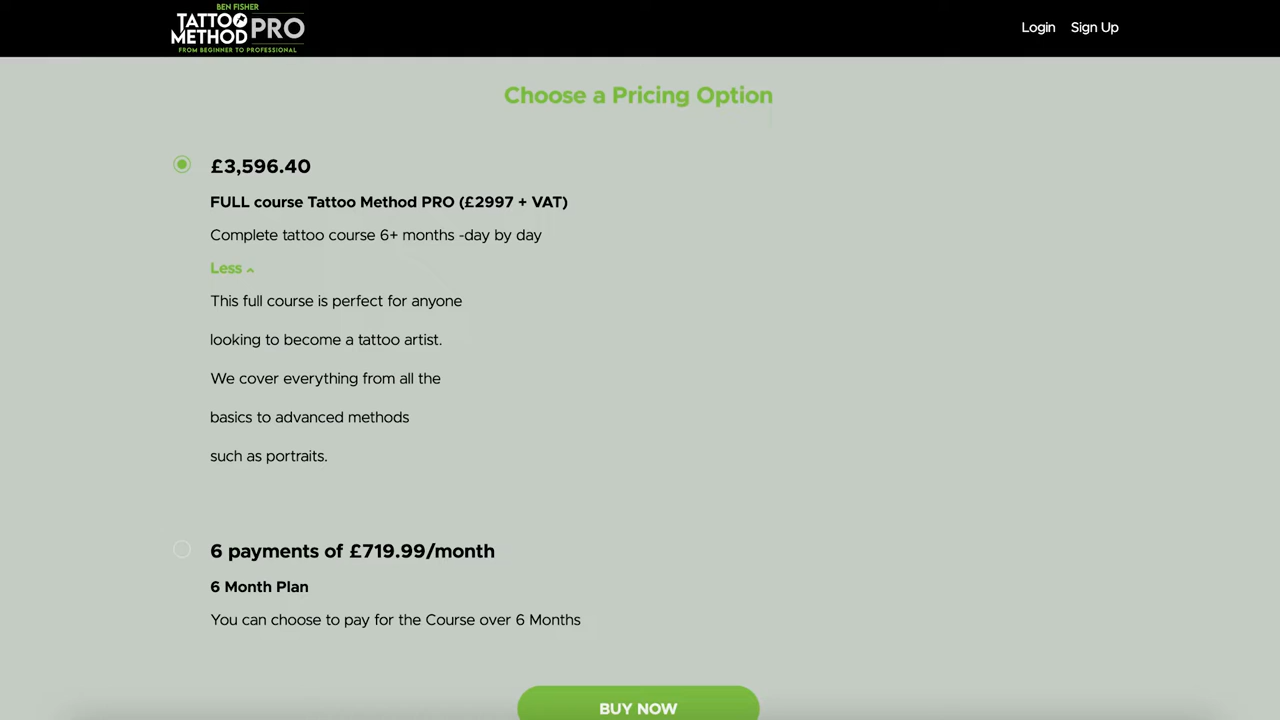 BEN FISHER
TATTOO
METHOD PRO
FROM BEGINNER TO PROFESSIONAL
Login Sign Up
Choose a Pricing Option
£3,596.40
FULL course Tattoo Method PRO (£2997 + VAT)
Complete tattoo course 6+ months -day by day
Less
This full course is perfect for anyone
looking to become a tattoo artist.
We cover everything from all the
basics to advanced methods
such as portraits.
6 payments of £719.99/month
6 Month Plan
You can choose to pay for the Course over 6 Months
BUY NOW